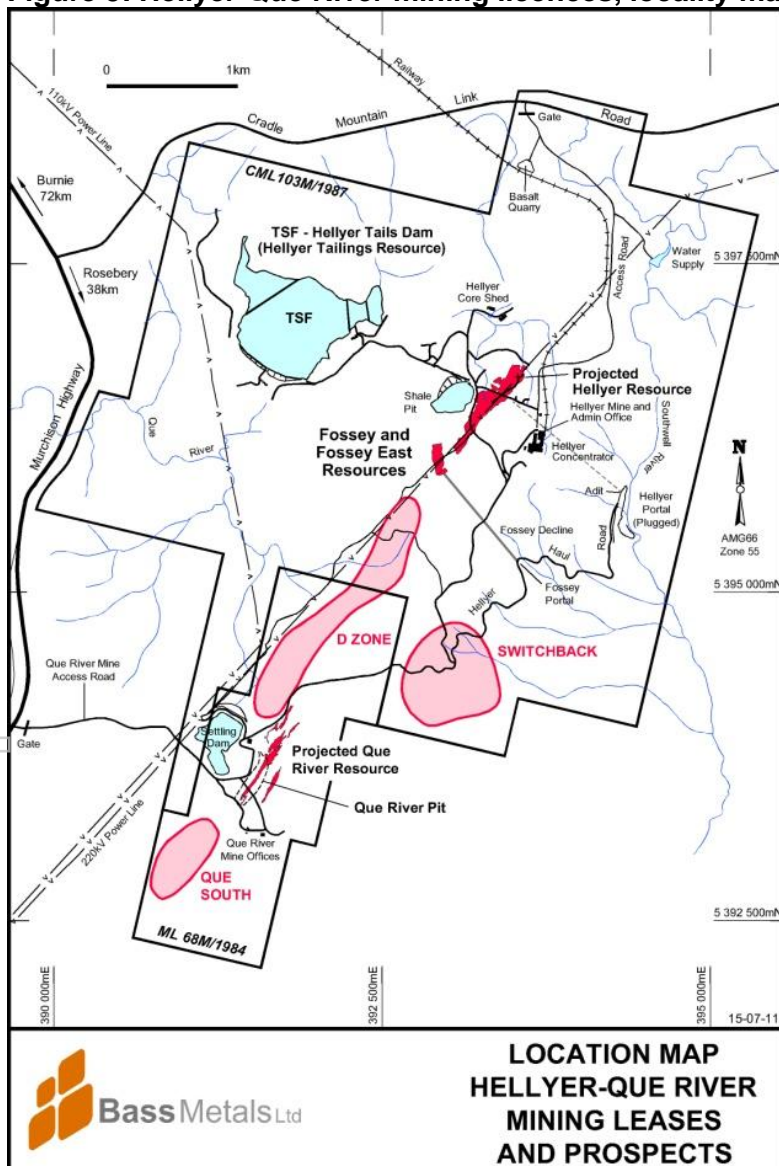 0 1km
Railway
110kV Power Line
Cradle Mountain Link Road
Gate
Burnie
72km
CML103M/1987
Basalt
Quarry
TSF - Hellyer Tails Dam
(Hellyer Tailings Resource)
Access Road
Water
Supply
5 397 500mN
Rosebery
38km
Hellyer
Core Shed
TSF
Murchison Highway
Projected
Hellyer Resource
Shale
Pit
Hellyer Mine and
Admin Office
Que River
Fossey and
Fossey East
Resources
Hellyer
Concentrator
Southwell River
N
Adit
Hellyer
Portal
(Plugged)
AMG66
Zone 55
Fossey Decline
Hellyer Haul Road
Fossey
Portal
5 395 000mN
D ZONE
SWITCHBACK
Que River Mine
Access Road
Gate
Settling
Dam
Projected Que
River Resource
Que River Pit
220kV Power Line
Que River
Mine Offices
QUE
SOUTH
5 392 500mN
ML 68M/1984
390 000mE
392 500mE
395 000mE
15-07-11
BassMetals Ltd
LOCATION MAP
HELLYER-QUE RIVER
MINING LEASES
AND PROSPECTS